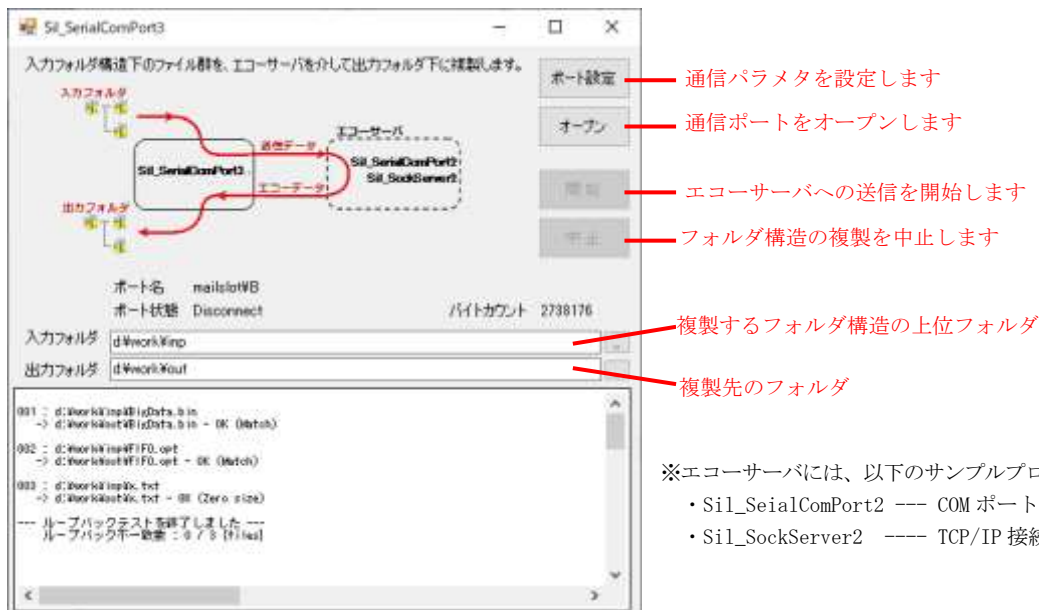 Sil_SerialComPort3
入力フォルダ構造下のファイル群を、エコーサーバを介して出力フォルダ下に複製します。
ポート設定
通信パラメタを設定します
入力フォルダ
オープン
通信ポートをオープンします
エコーサーバ
送信データ
Sil_SerialComPort3
Sil_SerialComPort2
Sil_SockServer2
エコーデータ
開始
エコーサーバへの送信を開始します
出力フォルダ
中止
フォルダ構造の複製を中止します
ポート名 mailslot¥B
ポート状態 Disconnect バイトカウント 2738176
入力フォルダ d:¥work¥inp
複製するフォルダ構造の上位フォルダ
出力フォルダ d:¥work¥out
複製先のフォルダ
001 : d:¥work¥inp¥BigData.bin
-> d:¥work¥out¥BigData.bin - OK (Match)
002 : d:¥work¥inp¥FIFO.opt
-> d:¥work¥out¥FIFO.opt - OK (Match)
003 : d:¥work¥inp¥x.txt
-> d:¥work¥out¥x.txt - OK (Zero size)
--- ループバックテストを終了しました ---
※エコーサーバには、以下のサンプルプロ
・Sil_SeialComPort2 --- COM ポート
・Sil_SockServer2 ---- TCP/IP 接続